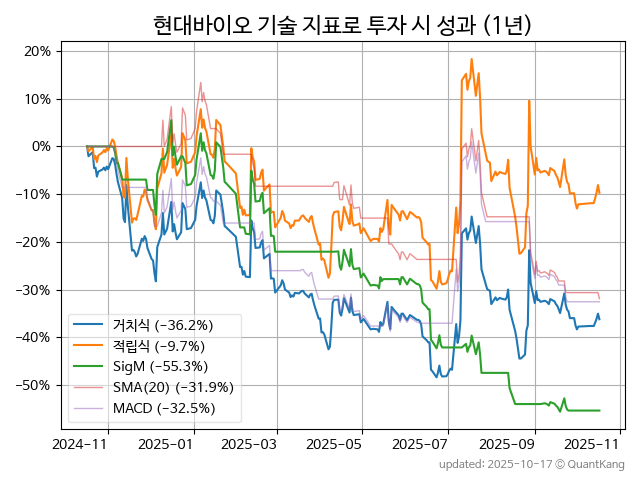 현대바이오 기술 지표로 투자 시 성과 (1년)
20%
10%
0%
−10%
−20%
−30%
−40%
−50%
거치식 (−36.2%)
적립식 (−9.7%)
SigM (−55.3%)
SMA(20) (−31.9%)
MACD (−32.5%)
2024-11
2025-01
2025-03
2025-05
2025-07
2025-09
2025-11
updated: 2025-10-17 © QuantKang